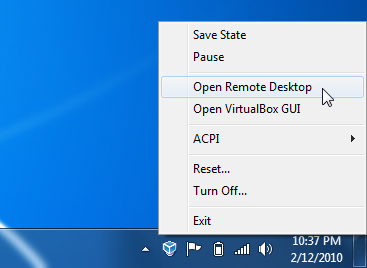 Save State
Pause
Open Remote Desktop
Open VirtualBox GUI
ACPI
Reset...
Turn Off...
Exit
10:37 PM
2/12/2010